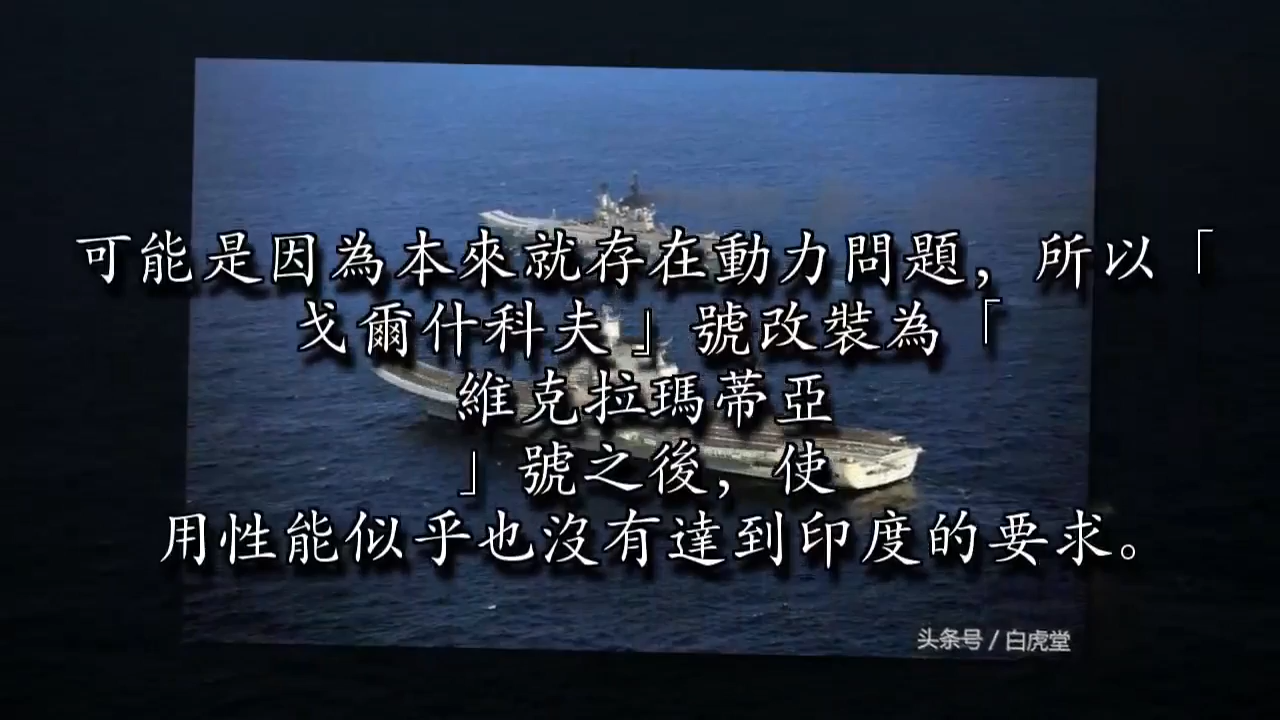 可能是因為本來就存在動力問題，所以「
戈爾什科夫」號改裝為「
維克拉瑪蒂亞
」號之後，使
用性能似乎也沒有達到印度的要求。
头条号 / 白虎堂